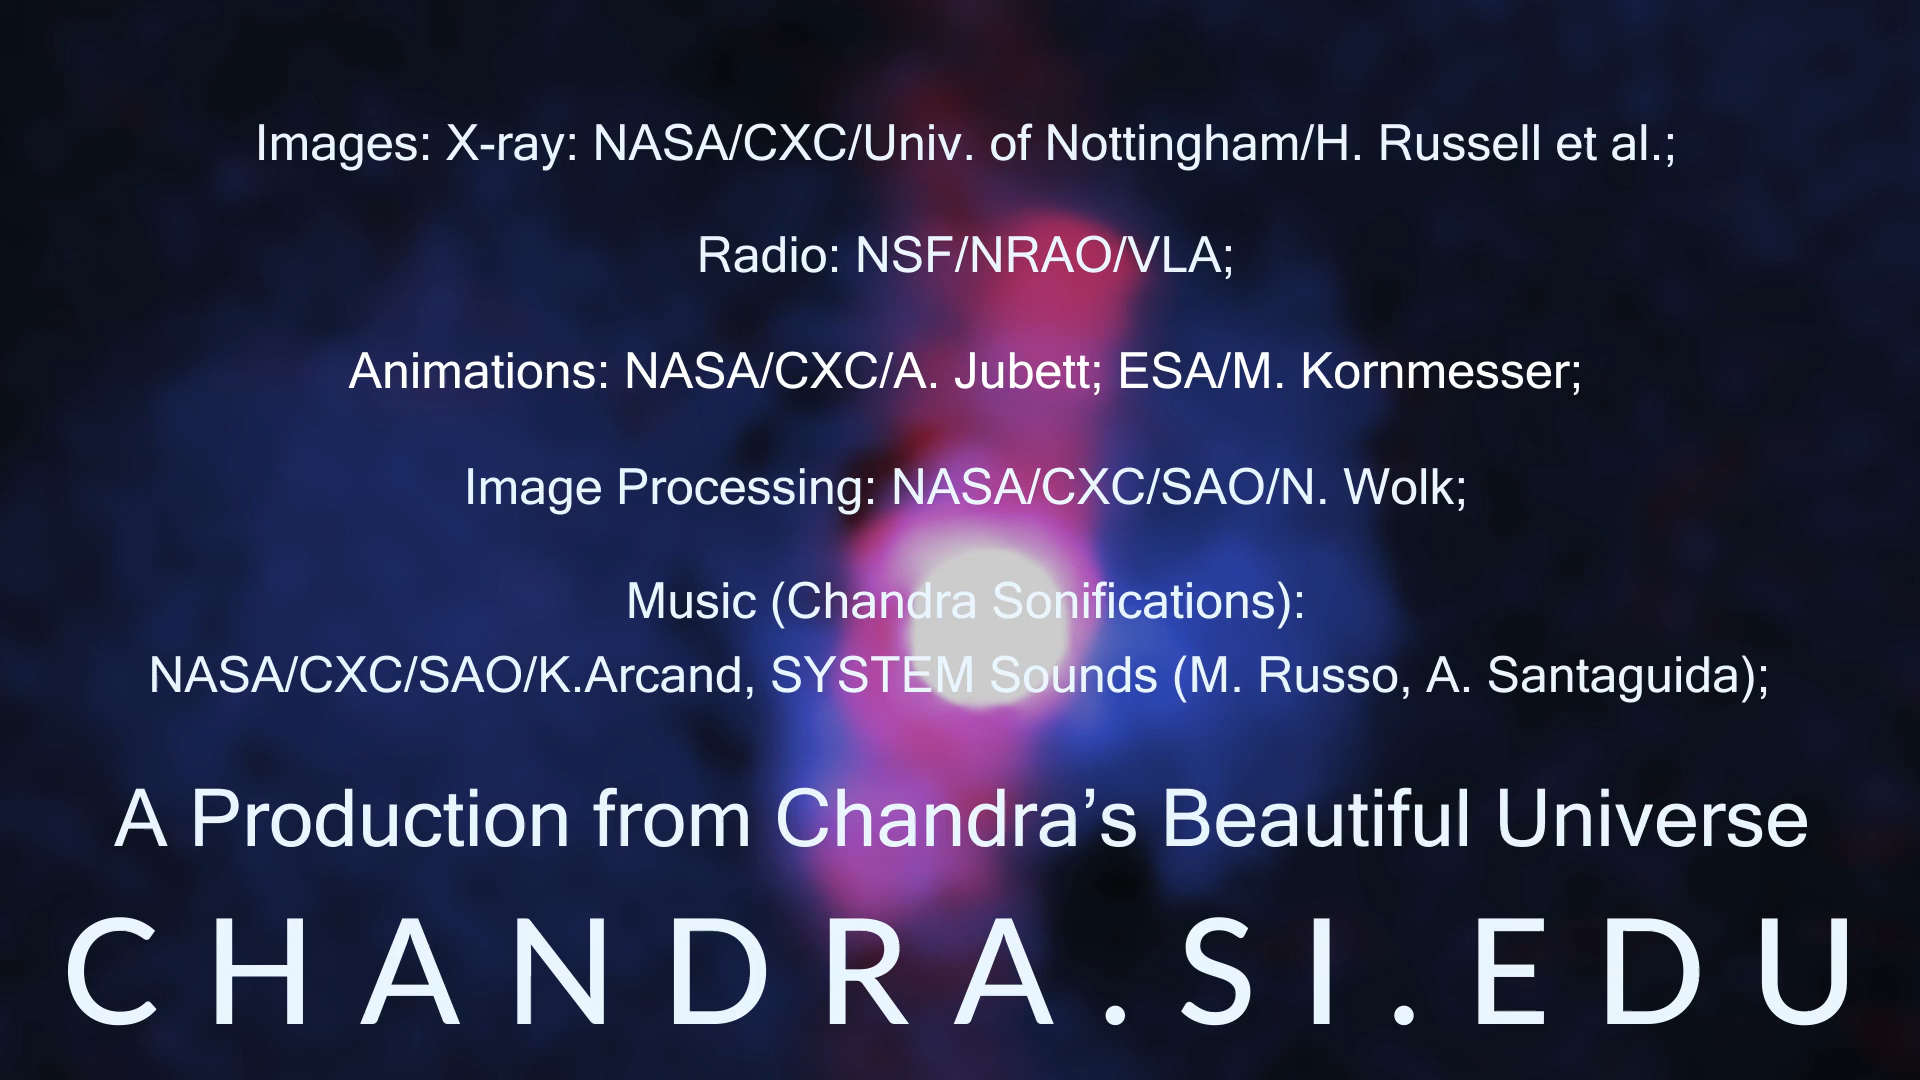 Images: X-ray: NASA/CXC/Univ. of Nottingham/H. Russell et al.;
Radio: NSF/NRAO/VLA;
Animations: NASA/CXC/A. Jubett; ESA/M. Kornmesser;
Image Processing: NASA/CXC/SAO/N. Wolk;
Music (Chandra Sonifications):
NASA/CXC/SAO/K.Arcand, SYSTEM Sounds (M. Russo, A. Santaguida);
A Production from Chandra’s Beautiful Universe
CHANDRA.SI.EDU